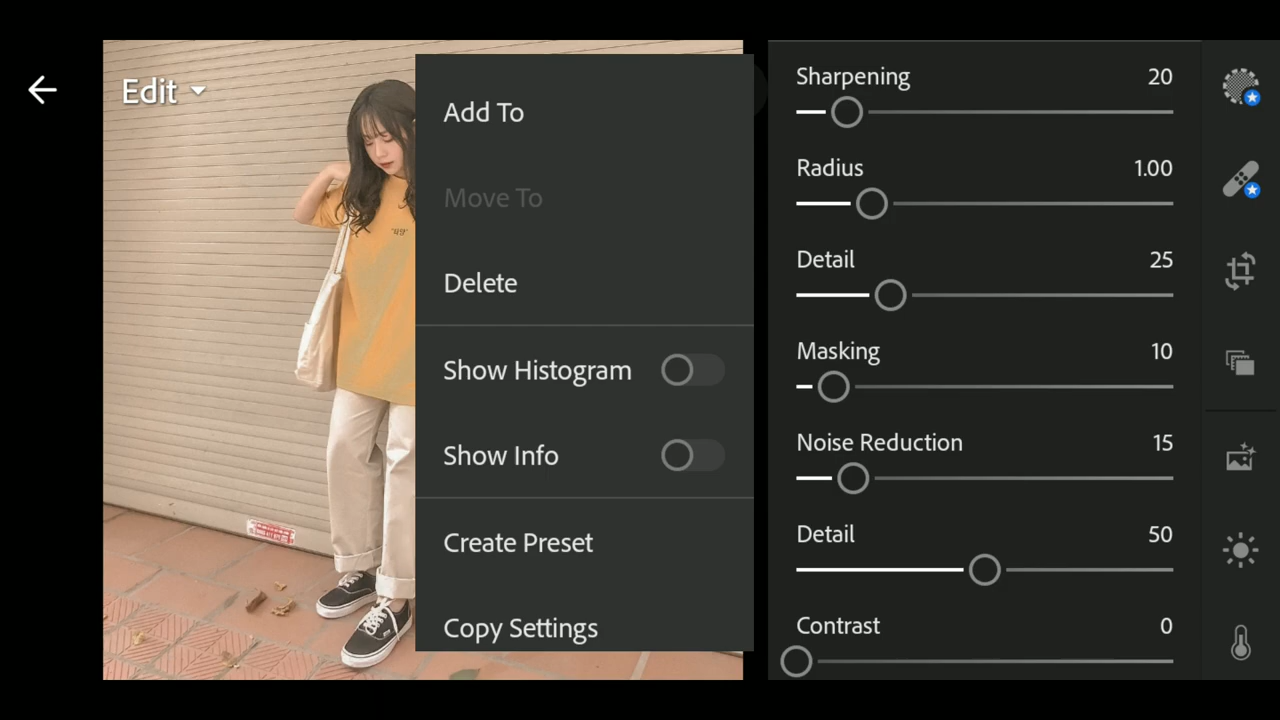 Edit
Add To
Move To
Delete
Show Histogram
Show Info
Create Preset
Copy Settings
Sharpening 20
Radius 1.00
Detail 25
Masking 10
Noise Reduction 15
Detail 50
Contrast 0